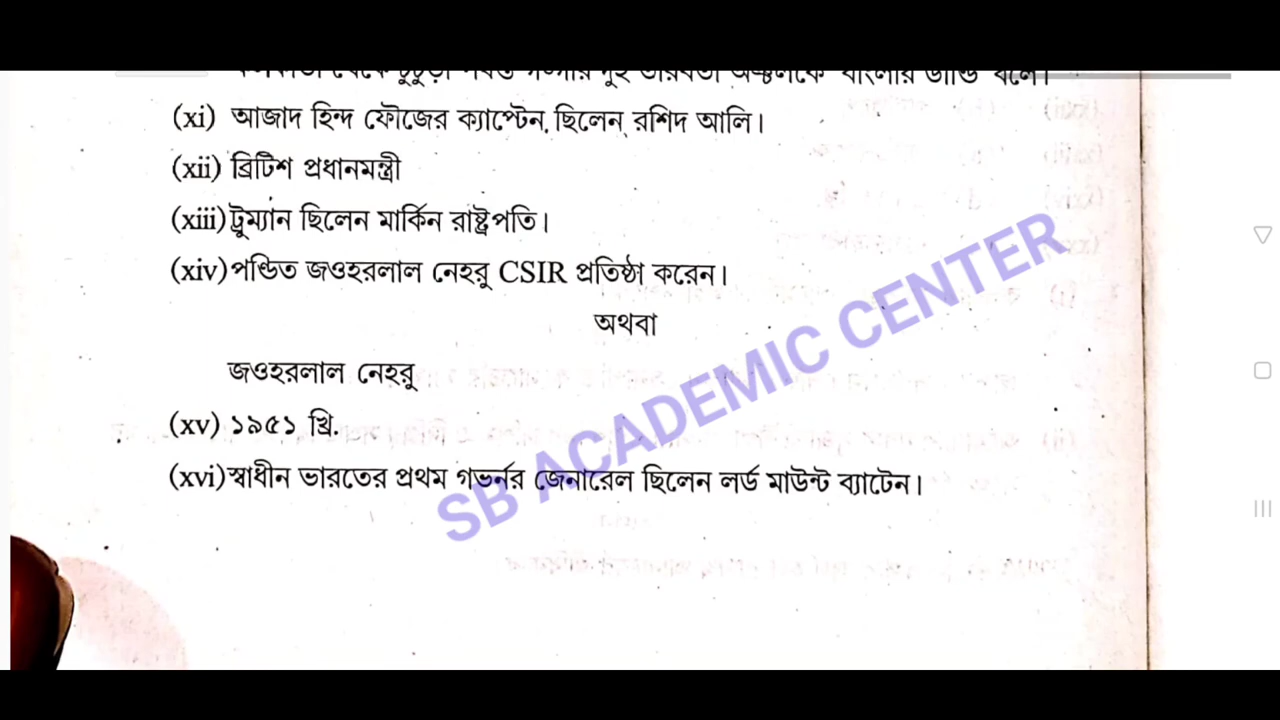 (xi) আজাদ হিন্দ ফৌজের ক্যাপ্টেন ছিলেন রশিদ আলি।
(xii) ব্রিটিশ প্রধানমন্ত্রী
(xiii) ট্রুম্যান ছিলেন মার্কিন রাষ্ট্রপতি।
(xiv) পণ্ডিত জওহরলাল নেহরু CSIR প্রতিষ্ঠা করেন।
অথবা
জওহরলাল নেহরু
(xv) ১৯৫১ খ্রি.
(xvi) স্বাধীন ভারতের প্রথম গভর্নর জেনারেল ছিলেন লর্ড মাউন্ট ব্যাটেন।
SB ACADEMIC CENTER